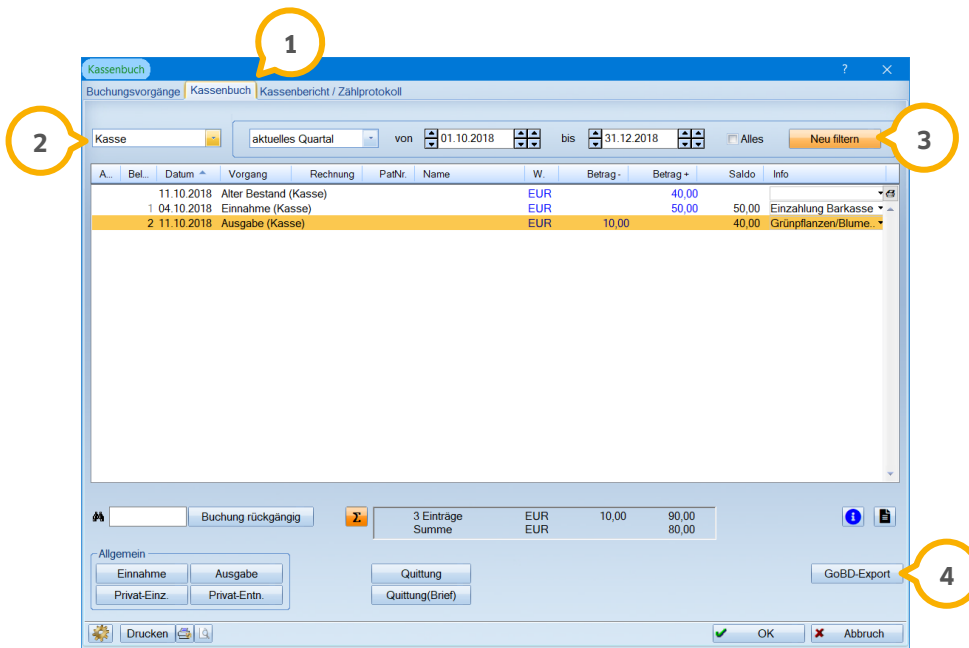 1
Kassenbuch ?
Buchungsvorgänge Kassenbuch Kassenbericht / Zählprotokoll
2
Kasse aktuelles Quartal von 01.10.2018 bis 31.12.2018 Alles Neu filtern
3
A... Bel... Datum Vorgang Rechnung PatNr. Name W. Betrag - Betrag + Saldo Info
11.10.2018 Alter Bestand (Kasse) EUR 40,00
1 04.10.2018 Einnahme (Kasse) EUR 50,00 50,00 Einzahlung Barkasse
2 11.10.2018 Ausgabe (Kasse) EUR 10,00 40,00 Grünpflanzen/Blume..
Buchung rückgängig Σ 3 Einträge EUR 10,00 90,00
Summe EUR 80,00
Allgemein
Einnahme Ausgabe Quittung GoBD-Export
4
Privat-Einz. Privat-Entn. Quittung(Brief)
Drucken OK Abbruch